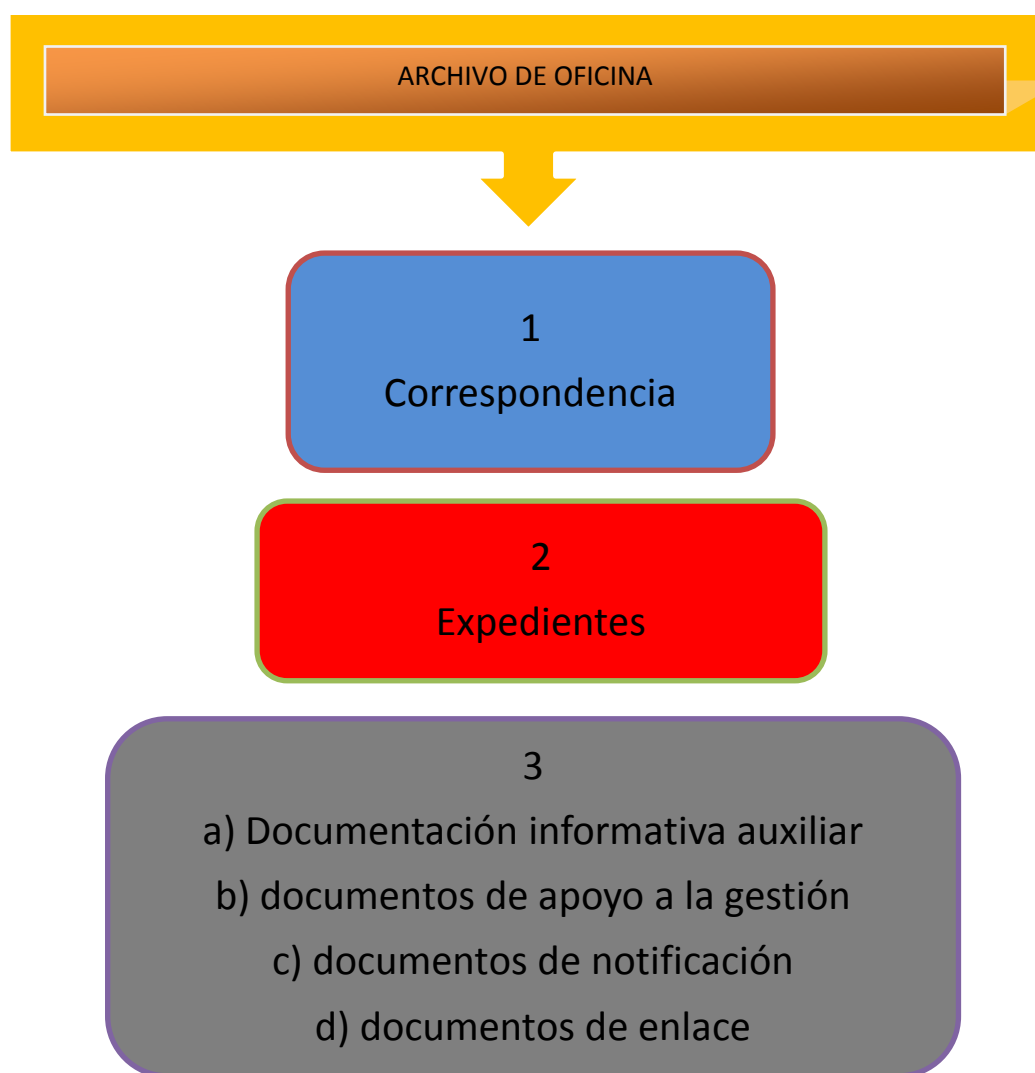 ARCHIVO DE OFICINA
1
Correspondencia
2
Expedientes
3
a) Documentación informativa auxiliar
b) documentos de apoyo a la gestión
c) documentos de notificación
d) documentos de enlace